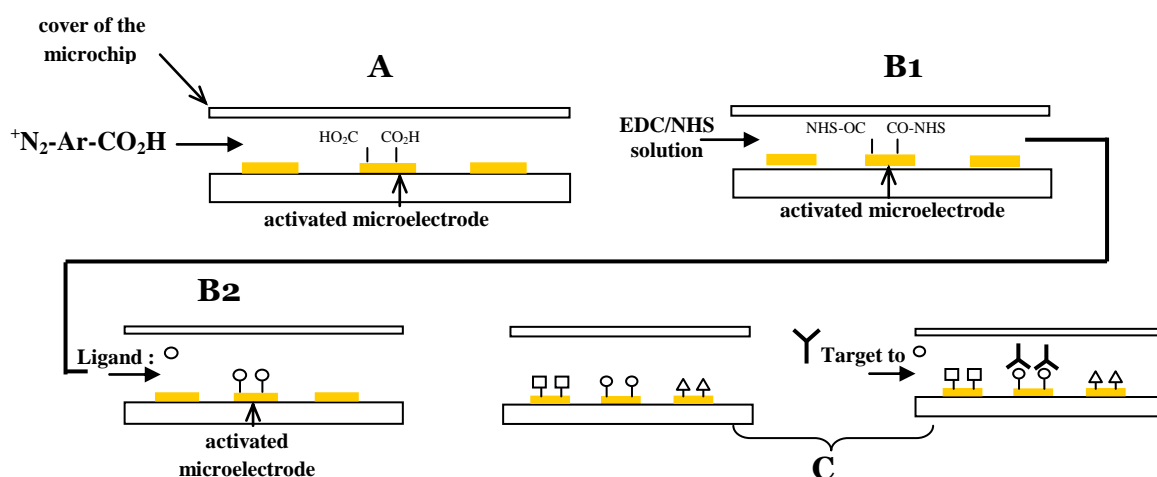 cover of the
microchip
A
⁺N₂-Ar-CO₂H
HO₂C
CO₂H
activated microelectrode
B1
EDC/NHS
solution
NHS-OC
CO-NHS
activated microelectrode
B2
Ligand :
activated
microelectrode
Target to
C